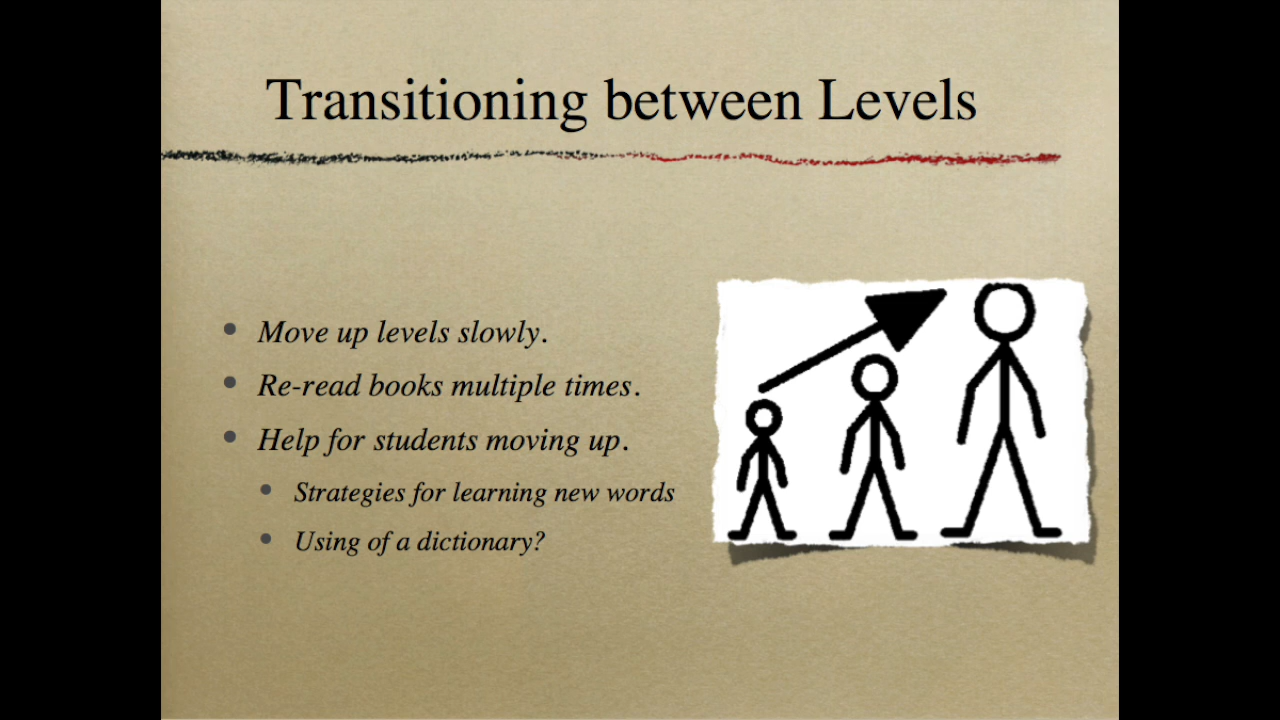 Transitioning between Levels
Move up levels slowly.
Re-read books multiple times.
Help for students moving up.
Strategies for learning new words
Using of a dictionary?